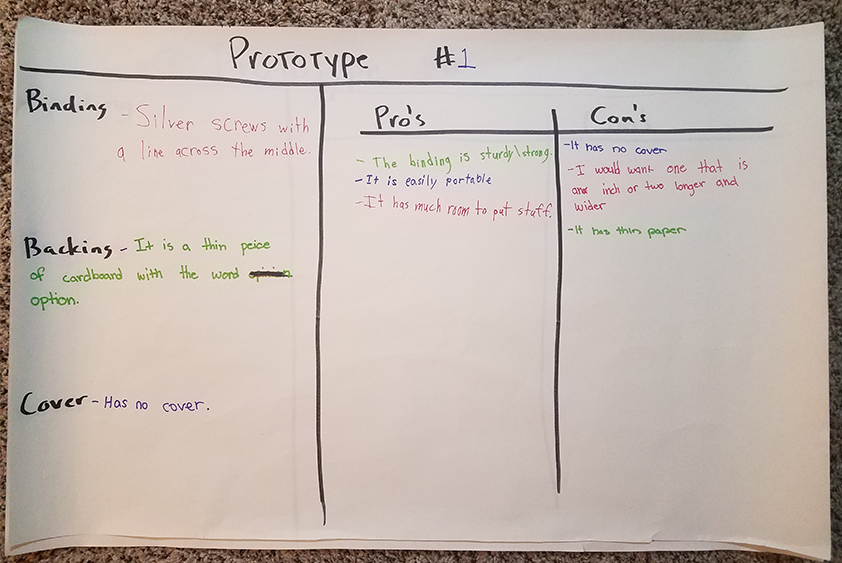 Prototype #1
Binding - Silver screws with
a line across the middle.
Backing - It is a thin peice
of cardboard with the word
option.
Cover - Has no cover.
Pro's
- The binding is sturdy\strong.
- It is easily portable
- It has much room to put stuff.
Con's
-It has no cover
-I would want one that is
inch or two longer and
wider
-It has thin paper